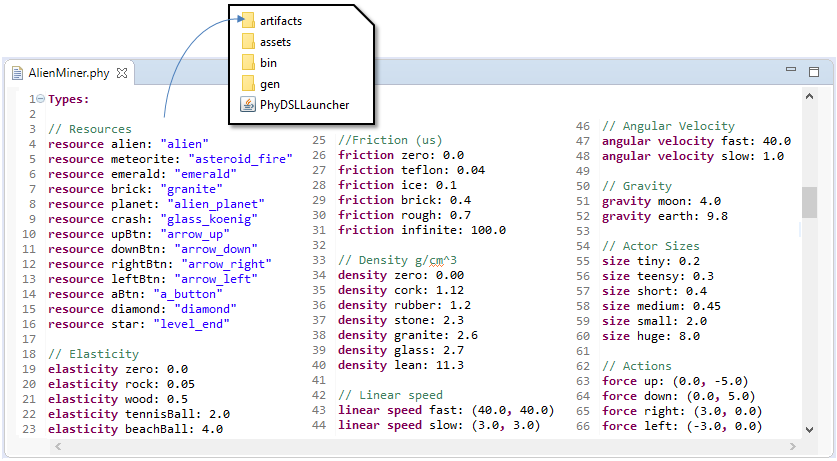 artifacts
assets
bin
gen
PhyDSLLauncher
AlienMiner.phy
1 Types:
2
3 // Resources
4 resource alien: "alien"
5 resource meteorite: "asteroid_fire"
6 resource emerald: "emerald"
7 resource brick: "granite"
8 resource planet: "alien_planet"
9 resource crash: "glass_koenig"
10 resource upBtn: "arrow_up"
11 resource downBtn: "arrow_down"
12 resource rightBtn: "arrow_right"
13 resource leftBtn: "arrow_left"
14 resource aBtn: "a_button"
15 resource diamond: "diamond"
16 resource star: "level_end"
17
18 // Elasticity
19 elasticity zero: 0.0
20 elasticity rock: 0.05
21 elasticity wood: 0.5
22 elasticity tennisBall: 2.0
23 elasticity beachBall: 4.0
25 //Friction (us)
26 friction zero: 0.0
27 friction teflon: 0.04
28 friction ice: 0.1
29 friction brick: 0.4
30 friction rough: 0.7
31 friction infinite: 100.0
32
33 // Density g/cm^3
34 density zero: 0.00
35 density cork: 1.12
36 density rubber: 1.2
37 density stone: 2.3
38 density granite: 2.6
39 density glass: 2.7
40 density lean: 11.3
41
42 // Linear speed
43 linear speed fast: (40.0, 40.0)
44 linear speed slow: (3.0, 3.0)
46 // Angular Velocity
47 angular velocity fast: 40.0
48 angular velocity slow: 1.0
49
50 // Gravity
51 gravity moon: 4.0
52 gravity earth: 9.8
53
54 // Actor Sizes
55 size tiny: 0.2
56 size teensy: 0.3
57 size short: 0.4
58 size medium: 0.45
59 size small: 2.0
60 size huge: 8.0
61
62 // Actions
63 force up: (0.0, -5.0)
64 force down: (0.0, 5.0)
65 force right: (3.0, 0.0)
66 force left: (-3.0, 0.0)